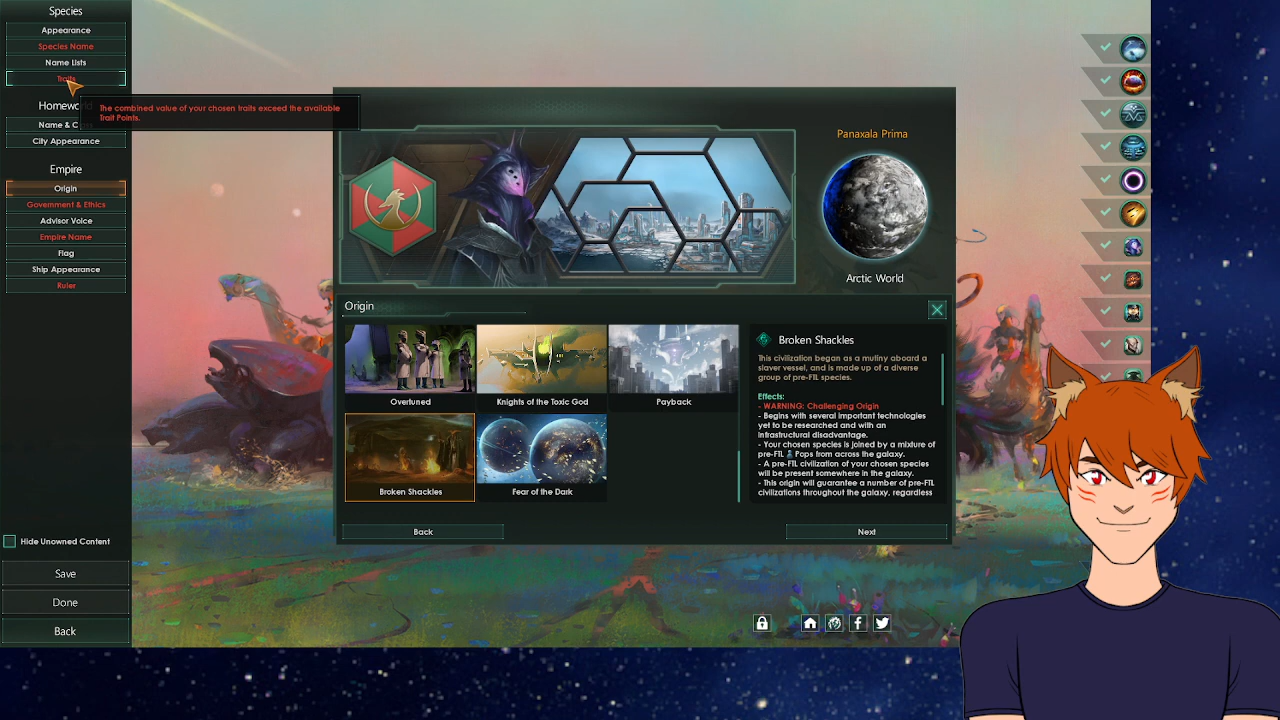 Species
Appearance
Species Name
Name Lists
Traits
The combined value of your chosen traits exceed the available
Trait Points.
Homeworld
Name & C
City Appearance
Empire
Origin
Government & Ethics
Advisor Voice
Empire Name
Flag
Ship Appearance
Ruler
Hide Unowned Content
Save
Done
Back
Panaxala Prima
Arctic World
Origin
Overtuned
Knights of the Toxic God
Payback
Broken Shackles
Fear of the Dark
Broken Shackles
This civilization began as a mutiny aboard a
slaver vessel, and is made up of a diverse
group of pre-FTL species.
Effects:
- WARNING: Challenging Origin
- Begins with several important technologies
yet to be researched and with an
infrastructural disadvantage.
- Your chosen species is joined by a mixture of
pre-FTL Pops from across the galaxy.
- A pre-FTL civilization of your chosen species
will be present somewhere in the galaxy.
- This origin will guarantee a number of pre-FTL
civilizations throughout the galaxy, regardless
Back
Next